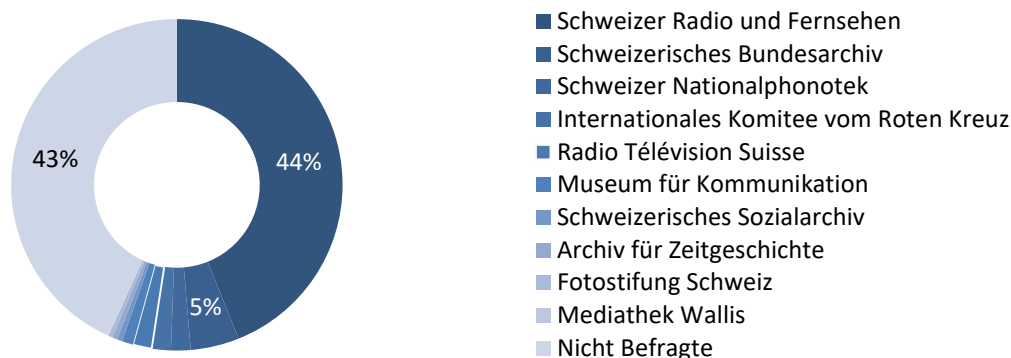 43%
44%
5%
Schweizer Radio und Fernsehen
Schweizerisches Bundesarchiv
Schweizer Nationalphonotek
Internationales Komitee vom Roten Kreuz
Radio Télévision Suisse
Museum für Kommunikation
Schweizerisches Sozialarchiv
Archiv für Zeitgeschichte
Fotostifung Schweiz
Mediathek Wallis
Nicht Befragte